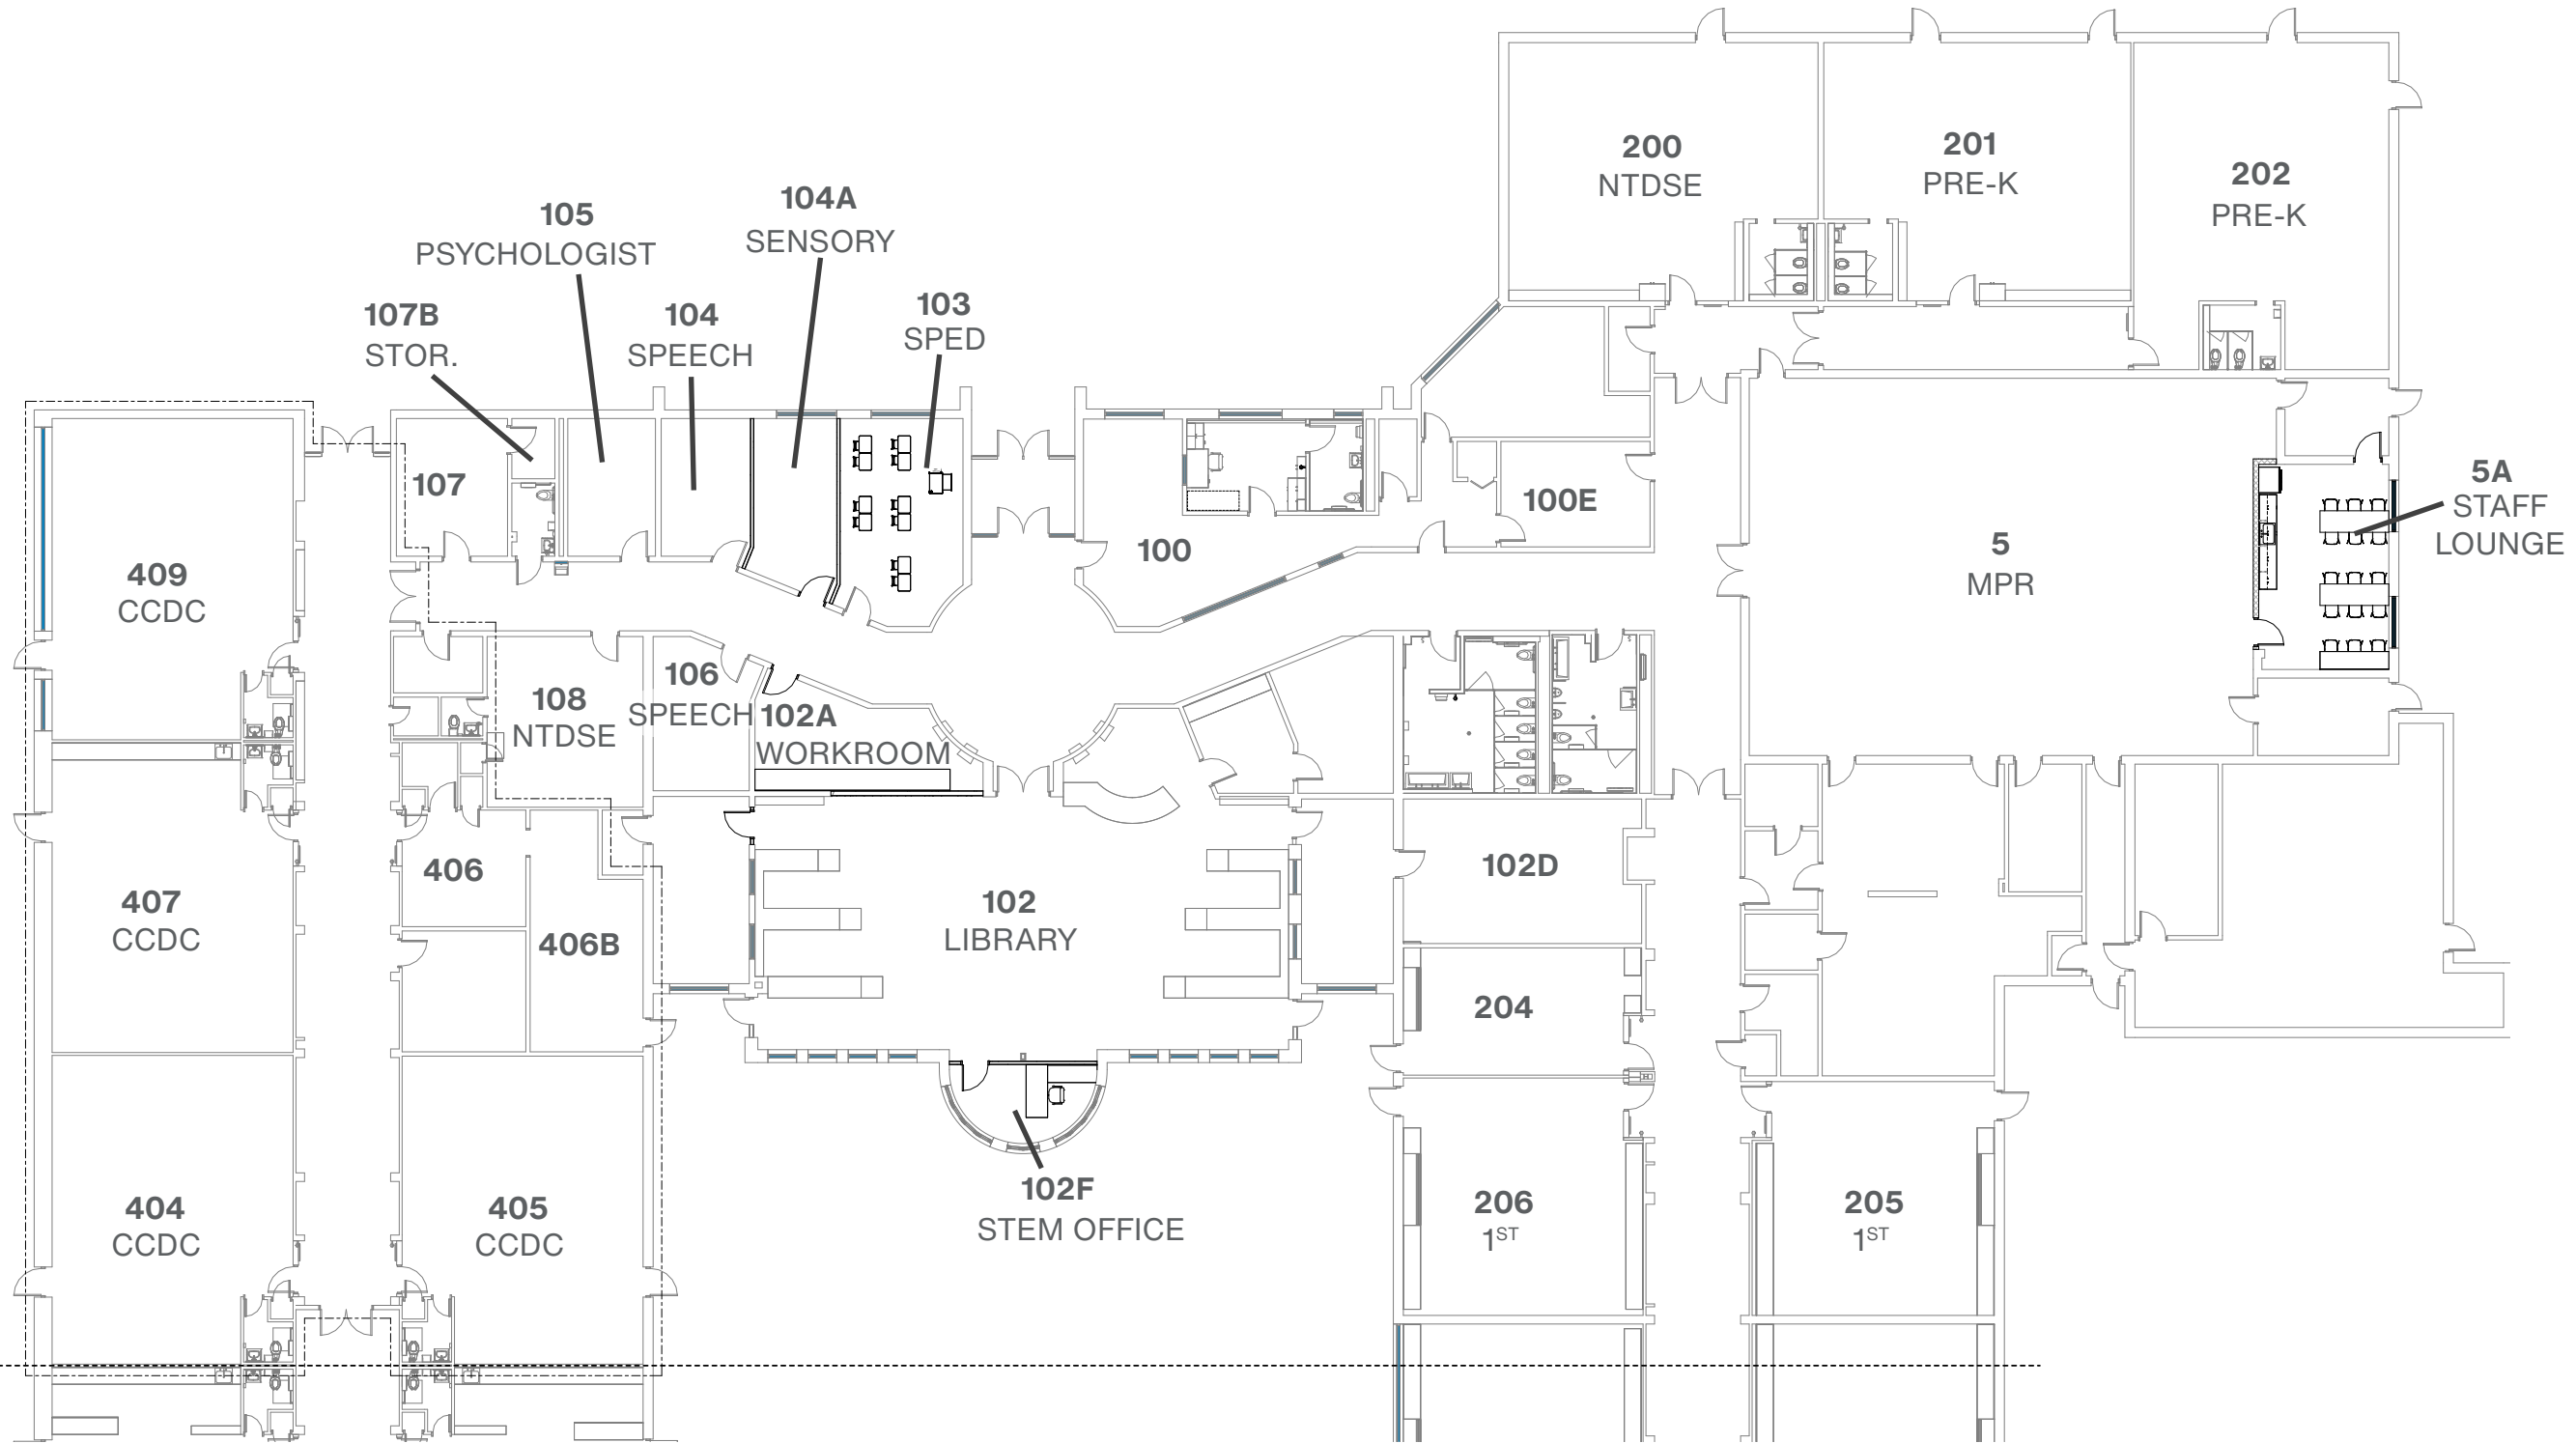 200
NTDSE
201
PRE-K
202
PRE-K
104A
SENSORY
105
PSYCHOLOGIST
103
SPED
107B
STOR.
104
SPEECH
107
100E
100
5
MPR
5A
STAFF
LOUNGE
409
CCDC
108
NTDSE
106
SPEECH
102A
WORKROOM
406
102D
407
CCDC
406B
102
LIBRARY
204
404
CCDC
405
CCDC
102F
STEM OFFICE
206
1ST
205
1ST